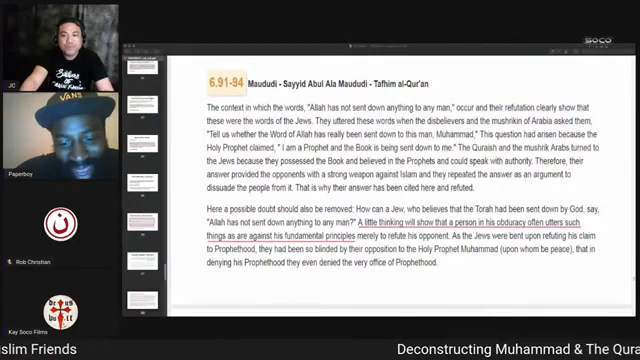 JC
VANS
Paperboy
Rob Christian
Kay Soco Films
SOCO
FILMS
6.91-94
Maududi - Sayyid Abul Ala Maududi - Tafhim al-Qur'an
The context in which the words, "Allah has not sent down anything to any man," occur and their refutation clearly show that
these were the words of the Jews. They uttered these words when the disbelievers and the mushrikin of Arabia asked them,
"Tell us whether the Word of Allah has really been sent down to this man, Muhammad," This question had arisen because the
Holy Prophet claimed, " I am a Prophet and the Book is being sent down to me." The Quraish and the mushrik Arabs turned to
the Jews because they possessed the Book and believed in the Prophets and could speak with authority. Therefore, their
answer provided the opponents with a strong weapon against Islam and they repeated the answer as an argument to
dissuade the people from it. That is why their answer has been cited here and refuted.
Here a possible doubt should also be removed: How can a Jew, who believes that the Torah had been sent down by God, say,
"Allah has not sent down anything to any man?" A little thinking will show that a person in his obduracy often utters such
things as are against his fundamental principles merely to refute his opponent. As the Jews were bent upon refuting his claim
to Prophethood, they had been so blinded by their opposition to the Holy Prophet Muhammad (upon whom be peace), that in
denying his Prophethood they even denied the very office of Prophethood.
uslim Friends
Deconstructing Muhammad & The Qura